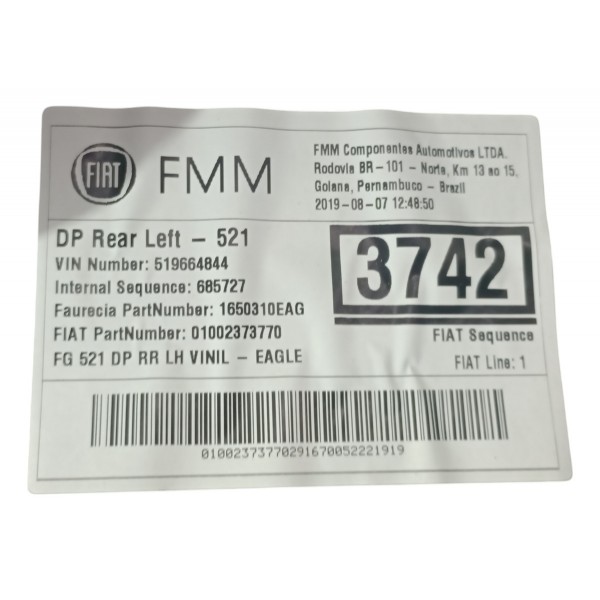 FIAT
FMM
FMM Componentes Automotivos LTDA.
Rodovia BR-101 - Norte, Km 13 ao 15,
Goiana, Pernambuco - Brazil
2019-08-07 12:48:50
DP Rear Left - 521
VIN Number: 519664844
Internal Sequence: 685727
Faurecia PartNumber: 1650310EAG
FIAT PartNumber: 01002373770
FG 521 DP RR LH VINIL - EAGLE
3742
FIAT Sequence
FIAT Line: 1
01002373770291670052221919